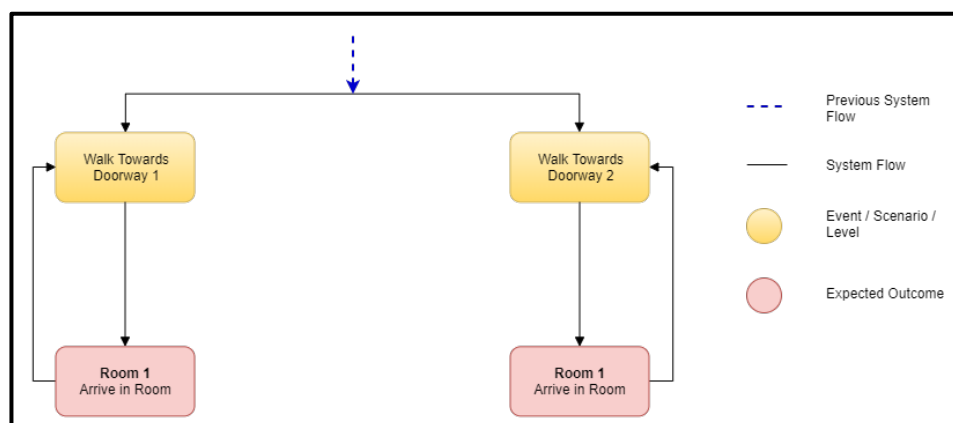 Walk Towards
Doorway 1
Walk Towards
Doorway 2
Room 1
Arrive in Room
Room 1
Arrive in Room
Previous System
Flow
System Flow
Event / Scenario /
Level
Expected Outcome